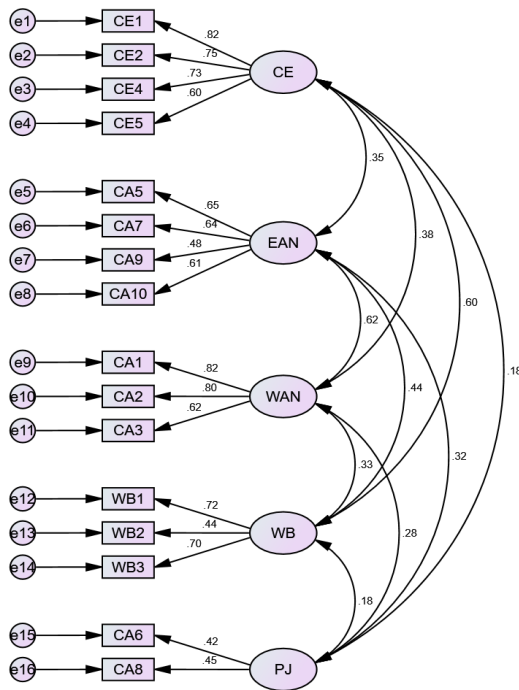 e1 CE1
.82
e2 CE2 .75 CE
e3 CE4 .73
.60
e4 CE5
.35
e5 CA5 .65
e6 CA7 .64 EAN .38
e7 CA9 .48
.61
e8 CA10
.60
.62
e9 CA1 .82
.18
e10 CA2 .80 WAN .44
e11 CA3 .62
.32
.33
e12 WB1 .72
e13 WB2 .44 WB .28
e14 WB3 .70
.18
e15 CA6 .42
e16 CA8 .45 PJ